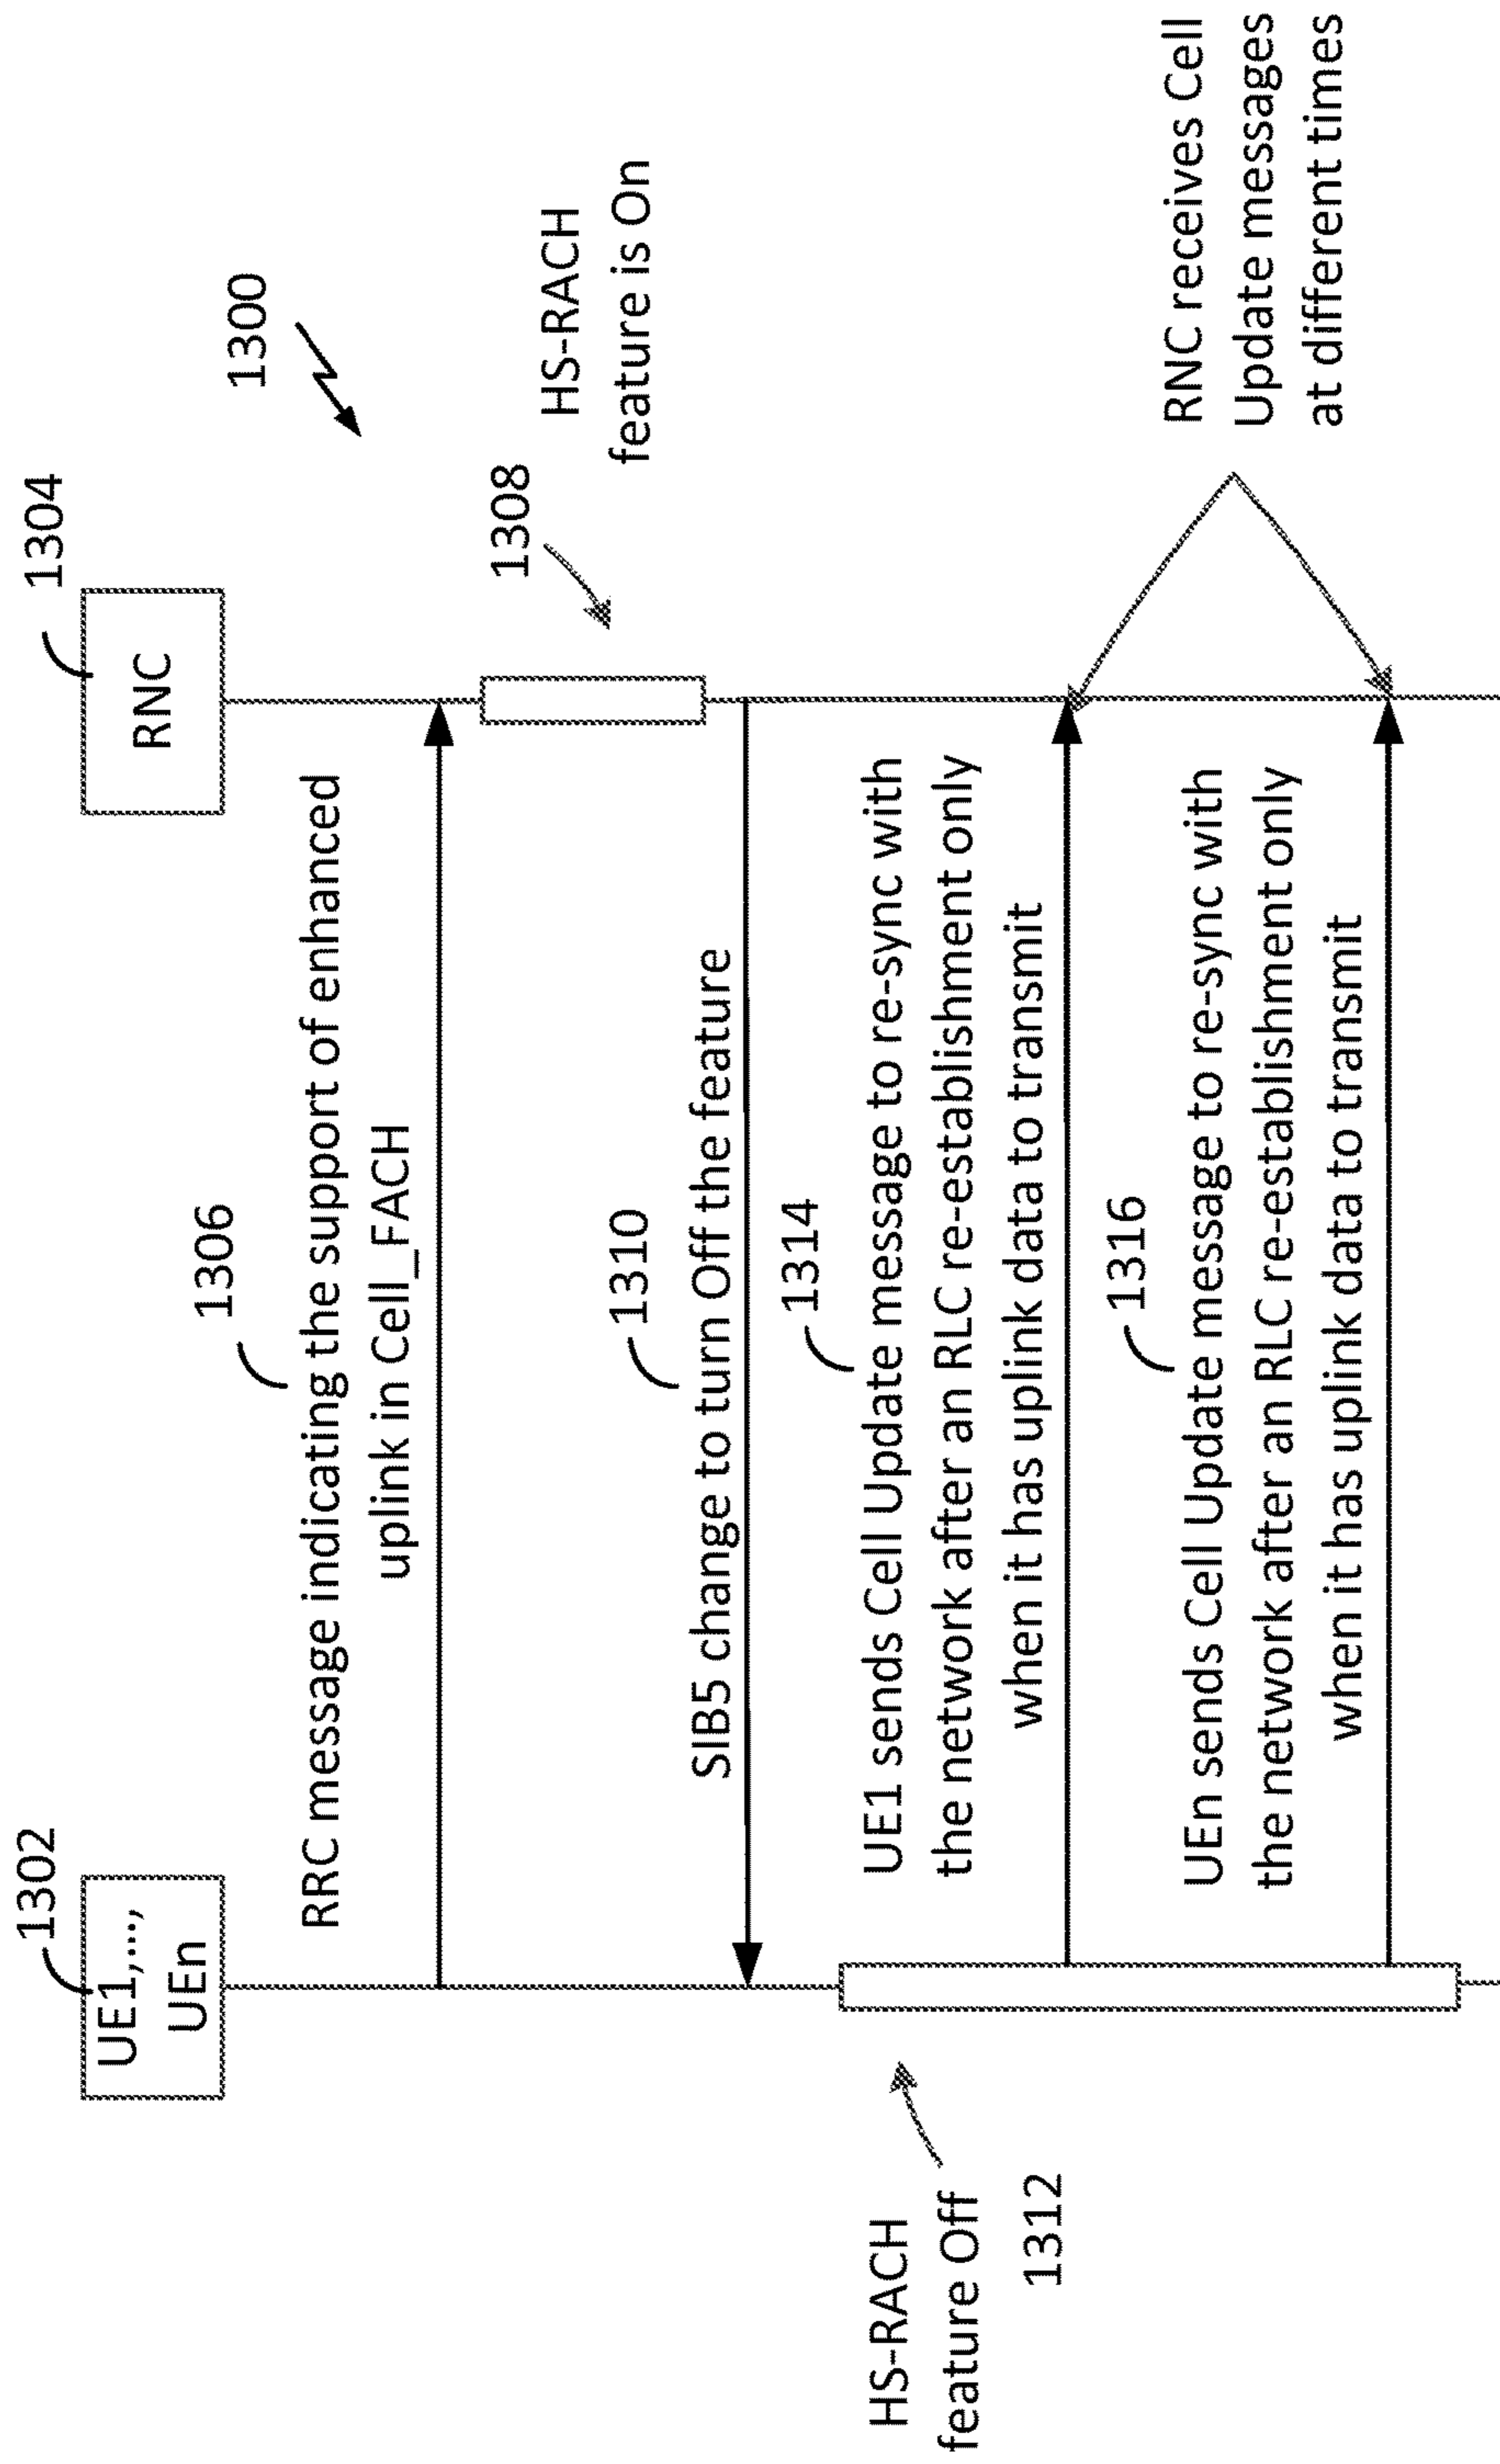 1302
UE1,...,
UEn
1304
RNC
1300
1306
RRC message indicating the support of enhanced
uplink in Cell_FACH
1308
HS-RACH
feature is On
1310
SIB5 change to turn Off the feature
HS-RACH
feature Off
1312
1314
UE1 sends Cell Update message to re-sync with
the network after an RLC re-establishment only
when it has uplink data to transmit
1316
UEn sends Cell Update message to re-sync with
the network after an RLC re-establishment only
when it has uplink data to transmit
RNC receives Cell
Update messages
at different times